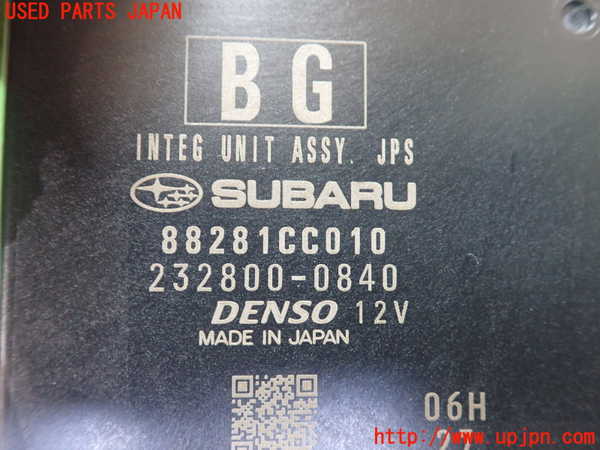 USED PARTS JAPAN
BG
INTEG UNIT ASSY. JPS
SUBARU
88281CC010
232800-0840
DENSO 12V
MADE IN JAPAN
06H
http://www.upjpn.com/